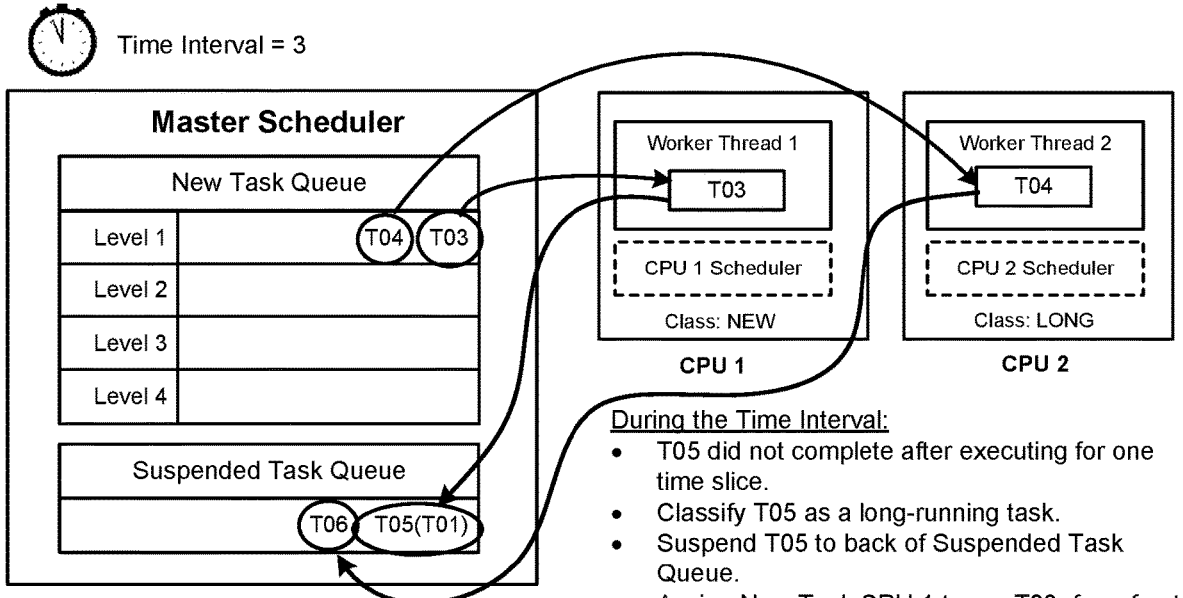 Time Interval = 3
Master Scheduler
New Task Queue
Level 1
T04
T03
Level 2
Level 3
Level 4
Suspended Task Queue
T06
T05(T01)
Worker Thread 1
T03
CPU 1 Scheduler
Class: NEW
CPU 1
Worker Thread 2
T04
CPU 2 Scheduler
Class: LONG
CPU 2
During the Time Interval:
• T05 did not complete after executing for one
time slice.
• Classify T05 as a long-running task.
• Suspend T05 to back of Suspended Task
Queue.